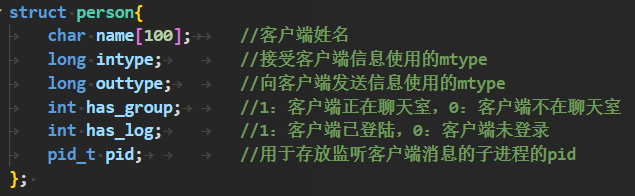 struct person{
char name[100]; //客户端姓名
long intype; //接受客户端信息使用的mtype
long outtype; //向客户端发送信息使用的mtype
int has_group; //1：客户端正在聊天室，0：客户端不在聊天室
int has_log; //1：客户端已登陆，0：客户端未登录
pid_t pid; //用于存放监听客户端消息的子进程的pid
};